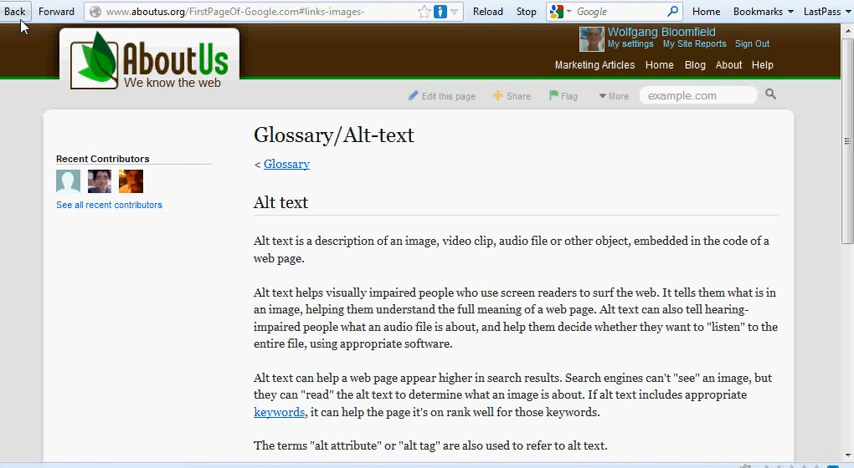 Back Forward www.aboutus.org/FirstPageOf-Google.com#links-images- Reload Stop Google Home Bookmarks LastPass
AboutUs
We know the web
Wolfgang Bloomfield
My settings My Site Reports Sign Out
Marketing Articles Home Blog About Help
Edit this page Share Flag More example.com
Glossary/Alt-text
< Glossary
Recent Contributors
See all recent contributors
Alt text
Alt text is a description of an image, video clip, audio file or other object, embedded in the code of a
web page.
Alt text helps visually impaired people who use screen readers to surf the web. It tells them what is in
an image, helping them understand the full meaning of a web page. Alt text can also tell hearing-
impaired people what an audio file is about, and help them decide whether they want to "listen" to the
entire file, using appropriate software.
Alt text can help a web page appear higher in search results. Search engines can't "see" an image, but
they can "read" the alt text to determine what an image is about. If alt text includes appropriate
keywords, it can help the page it's on rank well for those keywords.
The terms "alt attribute" or "alt tag" are also used to refer to alt text.